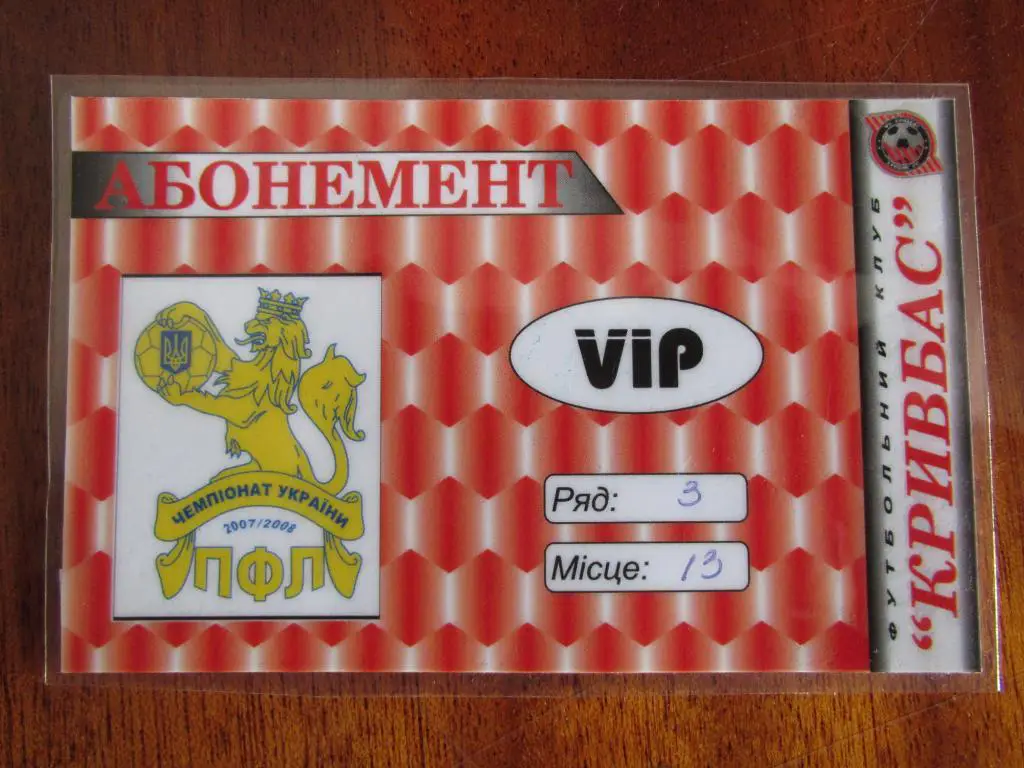 АБОНЕМЕНТ
ЧЕМПІОНАТ УКРАЇНИ
2007/2008
ПФЛ
VIP
Ряд: 3
Місце: 13
ФУТБОЛЬНИЙ КЛУБ
"КРИВБАС"